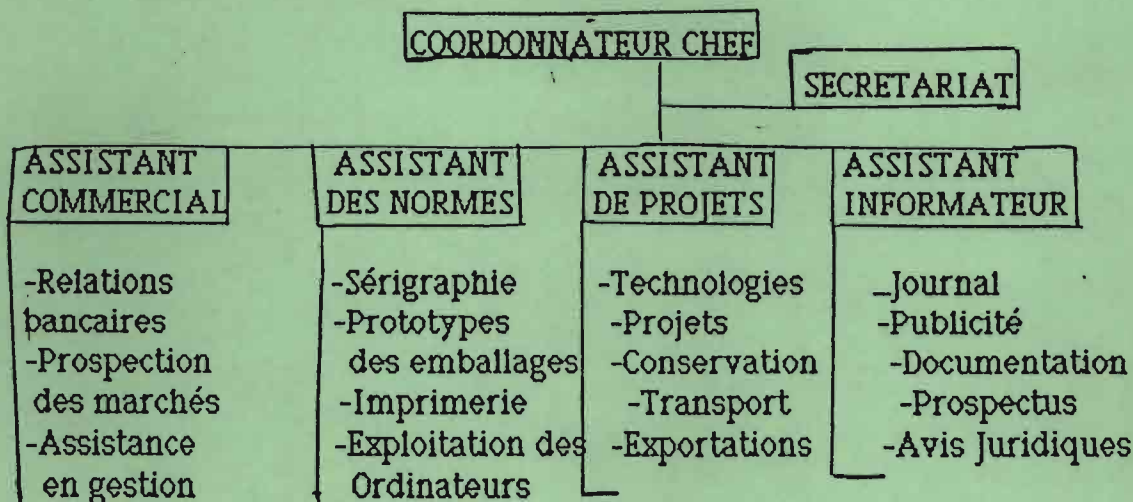 COORDONNATEUR CHEF
SECRETARIAT
ASSISTANT
COMMERCIAL
-Relations
bancaires
-Prospection
des marchés
-Assistance
en gestion
ASSISTANT
DES NORMES
-Sérigraphie
-Prototypes
des emballages
-Imprimerie
-Exploitation des
Ordinateurs
ASSISTANT
DE PROJETS
-Technologies
-Projets
-Conservation
-Transport
-Exportations
ASSISTANT
INFORMATEUR
-Journal
-Publicité
-Documentation
-Prospectus
-Avis Juridiques